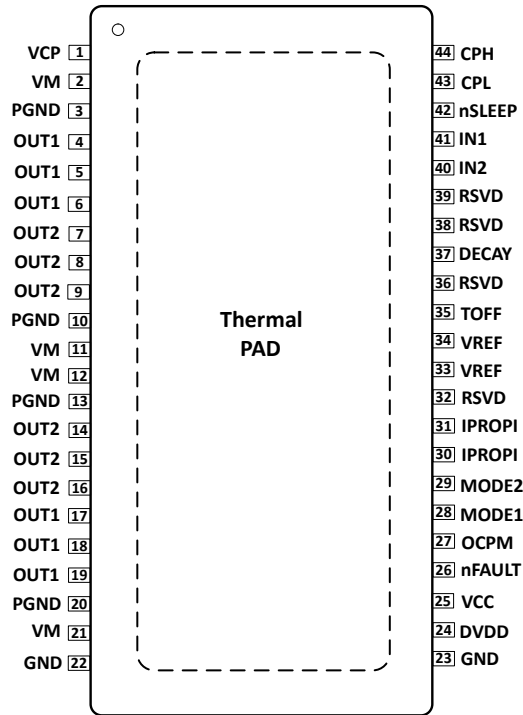 VCP 1
VM 2
PGND 3
OUT1 4
OUT1 5
OUT1 6
OUT2 7
OUT2 8
OUT2 9
PGND 10
VM 11
VM 12
PGND 13
OUT2 14
OUT2 15
OUT2 16
OUT1 17
OUT1 18
OUT1 19
PGND 20
VM 21
GND 22
Thermal
PAD
44 CPH
43 CPL
42 nSLEEP
41 IN1
40 IN2
39 RSVD
38 RSVD
37 DECAY
36 RSVD
35 TOFF
34 VREF
33 VREF
32 RSVD
31 IPROPI
30 IPROPI
29 MODE2
28 MODE1
27 OCPM
26 nFAULT
25 VCC
24 DVDD
23 GND